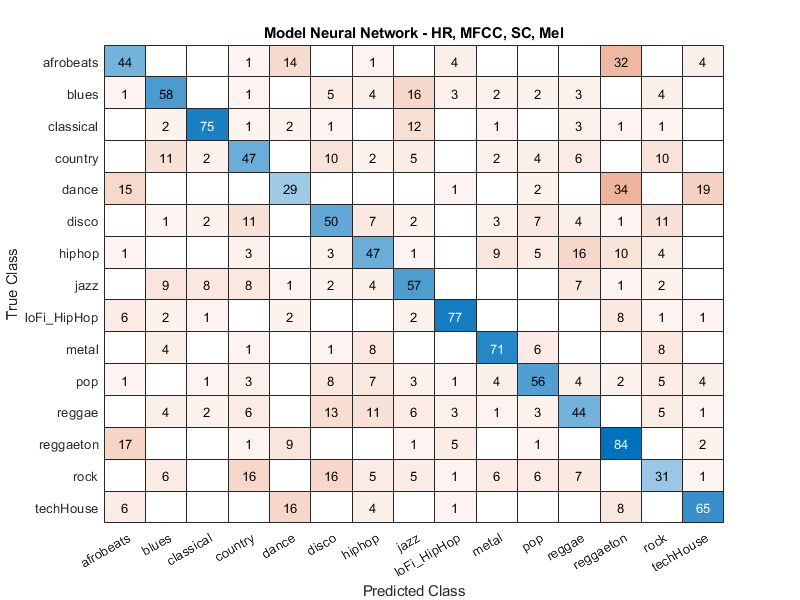 Model Neural Network - HR, MFCC, SC, Mel
afrobeats 44 1 14 1 4 32 4
blues 1 58 1 5 4 16 3 2 2 3 4
classical 2 75 1 2 1 12 1 3 1 1
country 11 2 47 10 2 5 2 4 6 10
dance 15 29 1 2 34 19
disco 1 2 11 50 7 2 3 7 4 1 11
hiphop 1 3 3 47 1 9 5 16 10 4
jazz 9 8 8 1 2 4 57 7 1 2
loFi_HipHop 6 2 1 2 2 77 8 1 1
metal 4 1 1 8 71 6 8
pop 1 1 3 8 7 3 1 4 56 4 2 5 4
reggae 4 2 6 13 11 6 3 1 3 44 5 1
reggaeton 17 1 9 1 5 1 84 2
rock 6 16 16 5 5 1 6 6 7 31 1
techHouse 6 16 4 1 8 65
True Class
afrobeats blues classical country dance disco hiphop jazz loFi_HipHop metal pop reggae reggaeton rock techHouse
Predicted Class